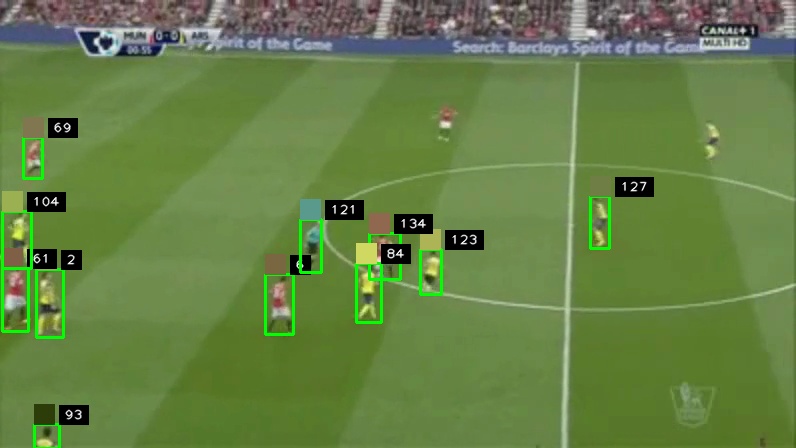 MUN 0-0 ARS
00:55
Spirit of the Game
Search: Barclays Spirit of the Game
CANAL+ 1
MULTI HD
69
104
61
2
6
121
134
84
123
127
93